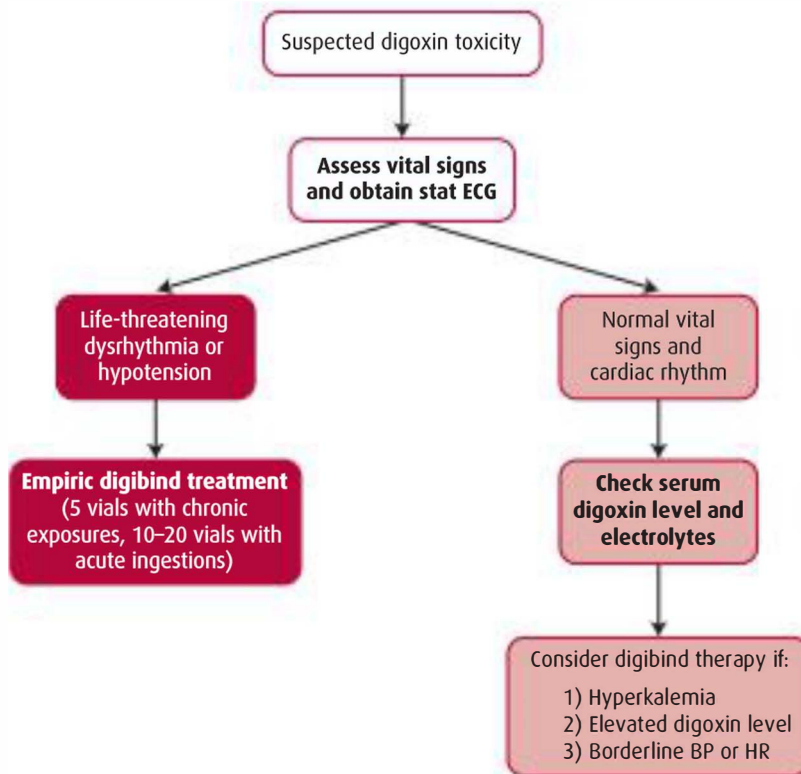 Suspected digoxin toxicity
Assess vital signs
and obtain stat ECG
Life-threatening
dysrhythmia or
hypotension
Normal vital
signs and
cardiac rhythm
Empiric digibind treatment
(5 vials with chronic
exposures, 10–20 vials with
acute ingestions)
Check serum
digoxin level and
electrolytes
Consider digibind therapy if:
1) Hyperkalemia
2) Elevated digoxin level
3) Borderline BP or HR